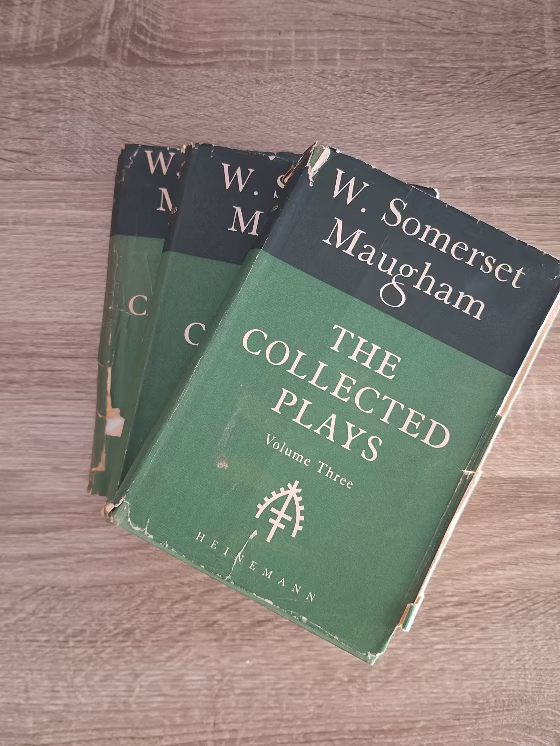 W.
M
C
W. S
M
C
W. Somerset
Maugham
THE
COLLECTED
PLAYS
Volume Three
HEINEMANN